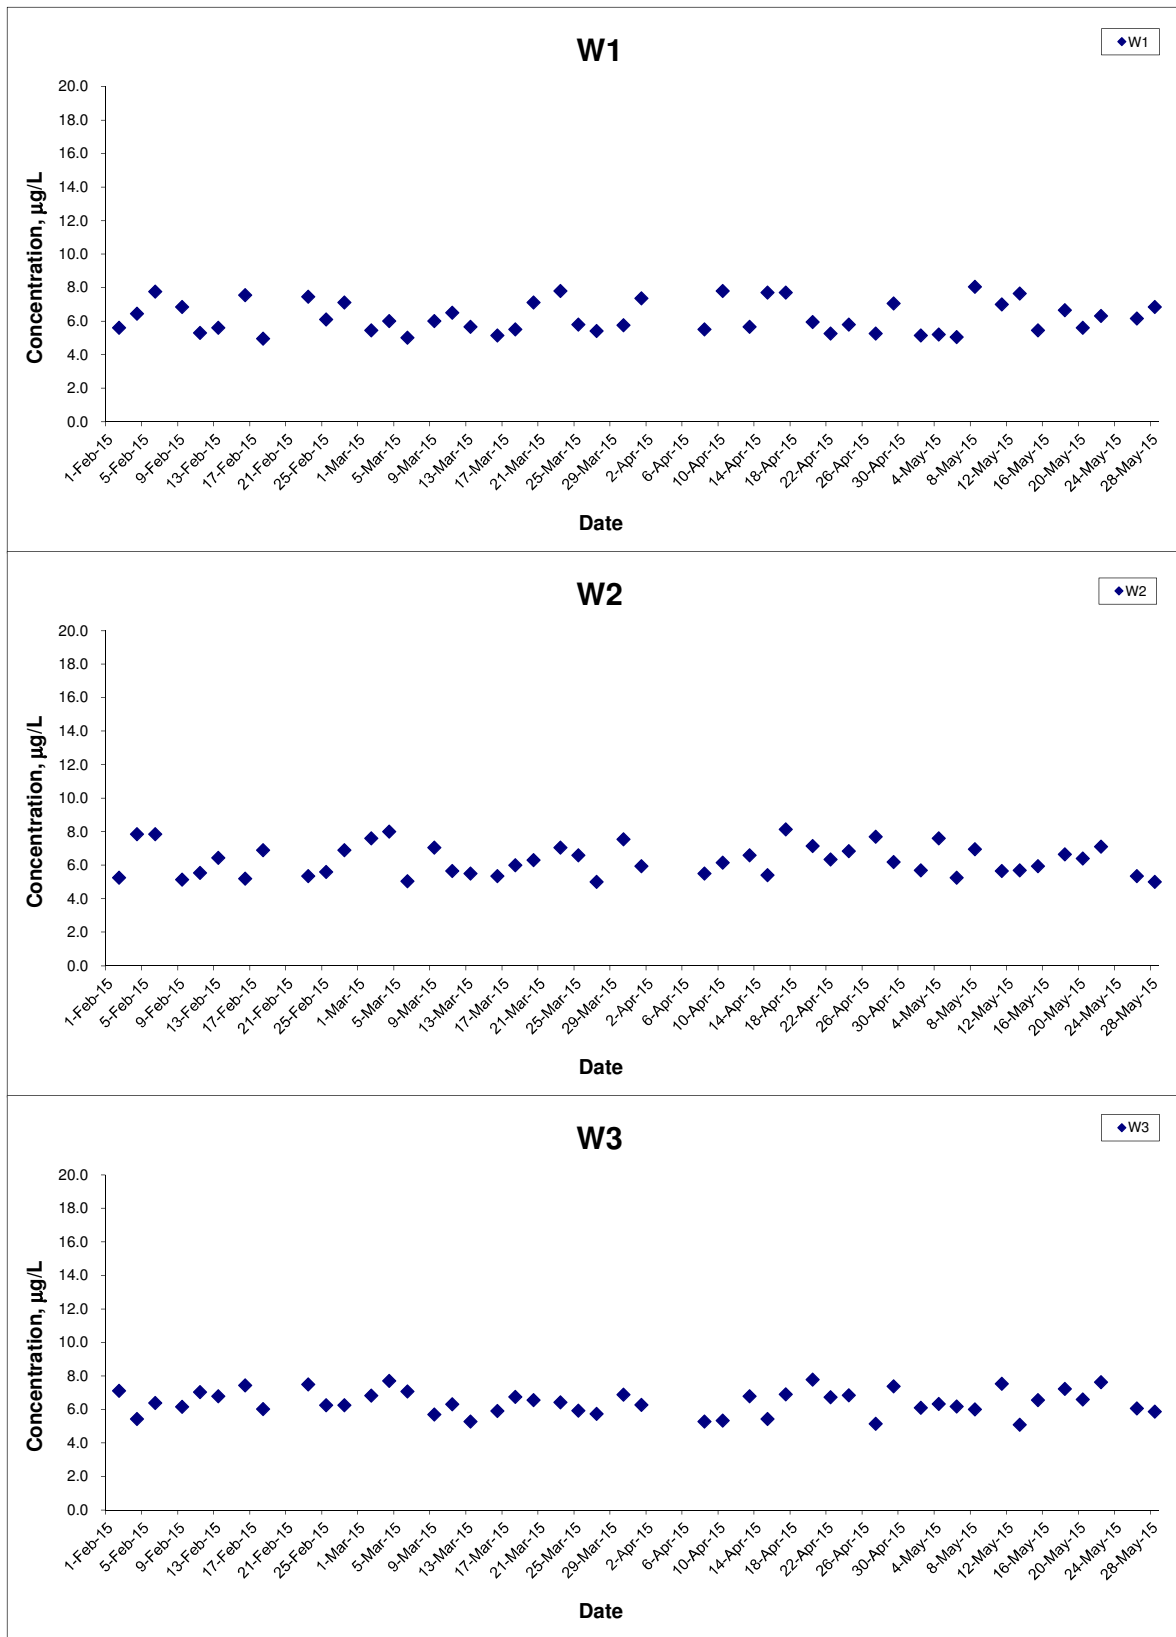 W1
W1
20.0
18.0
16.0
14.0
12.0
10.0
8.0
6.0
4.0
2.0
0.0
Concentration, µg/L
1-Feb-15 5-Feb-15 9-Feb-15 13-Feb-15 17-Feb-15 21-Feb-15 25-Feb-15 1-Mar-15 5-Mar-15 9-Mar-15 13-Mar-15 17-Mar-15 21-Mar-15 25-Mar-15 29-Mar-15 2-Apr-15 6-Apr-15 10-Apr-15 14-Apr-15 18-Apr-15 22-Apr-15 26-Apr-15 30-Apr-15 4-May-15 8-May-15 12-May-15 16-May-15 20-May-15 24-May-15 28-May-15
Date
W2
W2
20.0
18.0
16.0
14.0
12.0
10.0
8.0
6.0
4.0
2.0
0.0
Concentration, µg/L
1-Feb-15 5-Feb-15 9-Feb-15 13-Feb-15 17-Feb-15 21-Feb-15 25-Feb-15 1-Mar-15 5-Mar-15 9-Mar-15 13-Mar-15 17-Mar-15 21-Mar-15 25-Mar-15 29-Mar-15 2-Apr-15 6-Apr-15 10-Apr-15 14-Apr-15 18-Apr-15 22-Apr-15 26-Apr-15 30-Apr-15 4-May-15 8-May-15 12-May-15 16-May-15 20-May-15 24-May-15 28-May-15
Date
W3
W3
20.0
18.0
16.0
14.0
12.0
10.0
8.0
6.0
4.0
2.0
0.0
Concentration, µg/L
1-Feb-15 5-Feb-15 9-Feb-15 13-Feb-15 17-Feb-15 21-Feb-15 25-Feb-15 1-Mar-15 5-Mar-15 9-Mar-15 13-Mar-15 17-Mar-15 21-Mar-15 25-Mar-15 29-Mar-15 2-Apr-15 6-Apr-15 10-Apr-15 14-Apr-15 18-Apr-15 22-Apr-15 26-Apr-15 30-Apr-15 4-May-15 8-May-15 12-May-15 16-May-15 20-May-15 24-May-15 28-May-15
Date